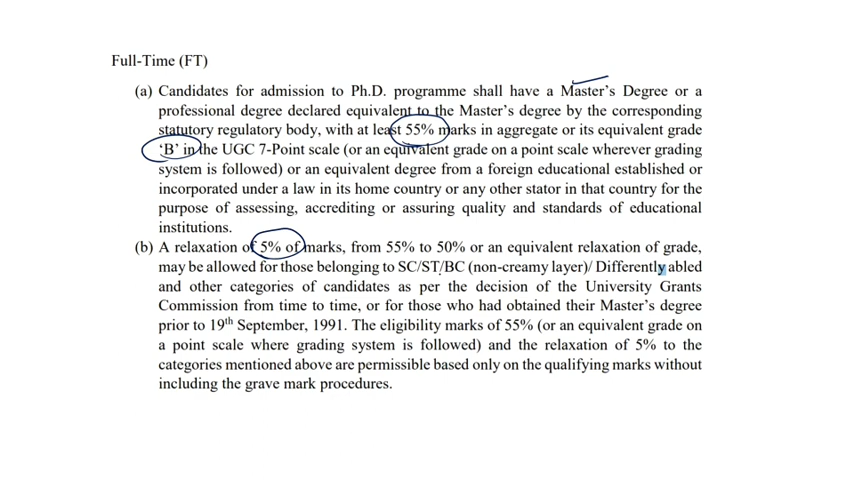 Full-Time (FT)
(a) Candidates for admission to Ph.D. programme shall have a Master's Degree or a
professional degree declared equivalent to the Master's degree by the corresponding
statutory regulatory body, with at least 55% marks in aggregate or its equivalent grade
'B' in the UGC 7-Point scale (or an equivalent grade on a point scale wherever grading
system is followed) or an equivalent degree from a foreign educational established or
incorporated under a law in its home country or any other stator in that country for the
purpose of assessing, accrediting or assuring quality and standards of educational
institutions.
(b) A relaxation of 5% of marks, from 55% to 50% or an equivalent relaxation of grade,
may be allowed for those belonging to SC/ST/BC (non-creamy layer)/ Differently abled
and other categories of candidates as per the decision of the University Grants
Commission from time to time, or for those who had obtained their Master's degree
prior to 19th September, 1991. The eligibility marks of 55% (or an equivalent grade on
a point scale where grading system is followed) and the relaxation of 5% to the
categories mentioned above are permissible based only on the qualifying marks without
including the grave mark procedures.